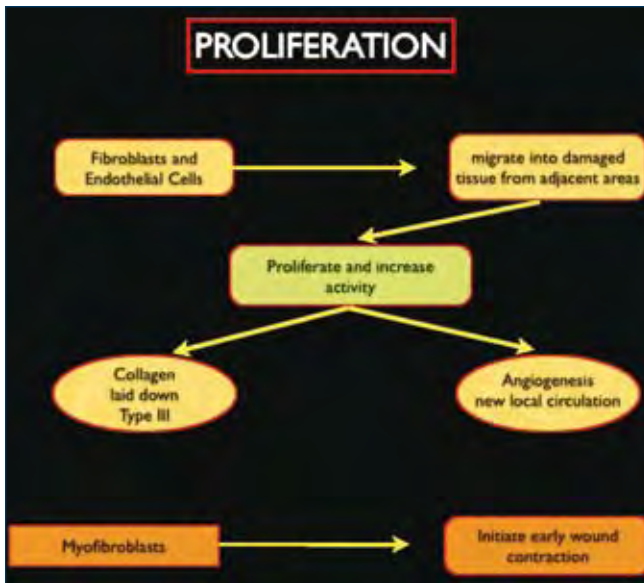 PROLIFERATION
Fibroblasts and
Endothelial Cells
migrate into damaged
tissue from adjacent areas
Proliferate and increase
activity
Collagen
laid down
Type III
Angiogenesis
new local circulation
Myofibroblasts
Initiate early wound
contraction